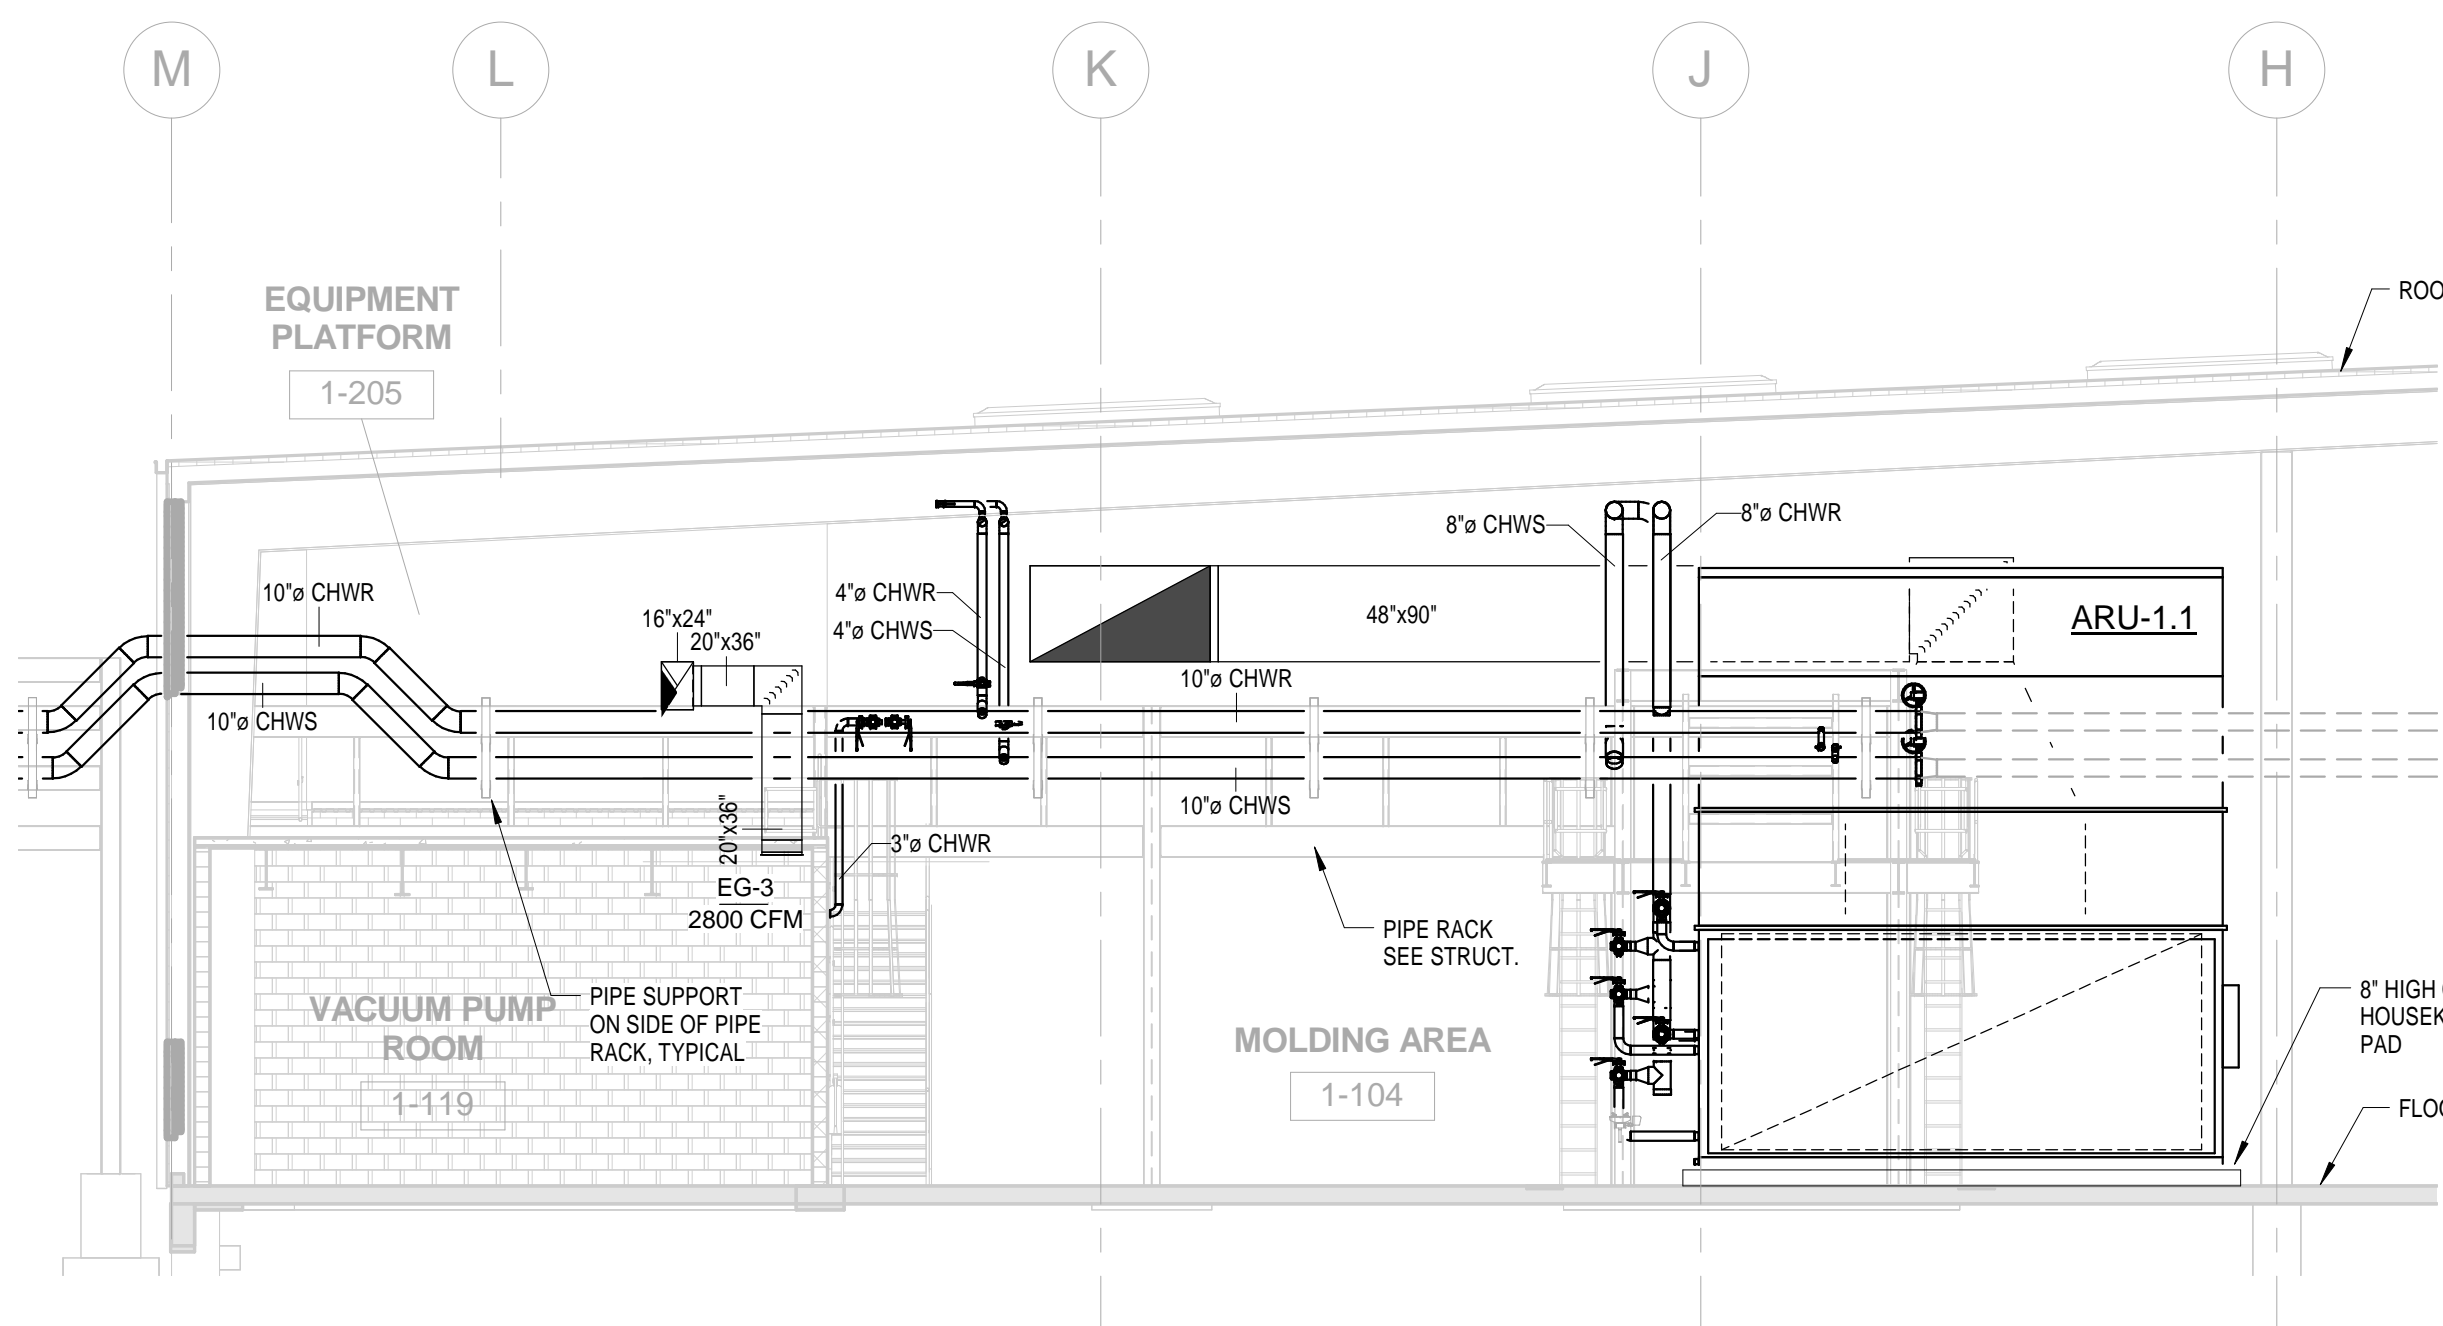 M
L
K
J
H
ROO
EQUIPMENT
PLATFORM
1-205
8"ø CHWS
8"ø CHWR
10"ø CHWR
4"ø CHWR
4"ø CHWS
16"x24"
20"x36"
48"x90"
ARU-1.1
10"ø CHWR
10"ø CHWS
10"ø CHWS
20"x36"
3"ø CHWR
EG-3
2800 CFM
PIPE RACK
SEE STRUCT.
VACUUM PUMP
ROOM
1-119
PIPE SUPPORT
ON SIDE OF PIPE
RACK, TYPICAL
MOLDING AREA
1-104
8" HIGH
HOUSEK
PAD
FLOO